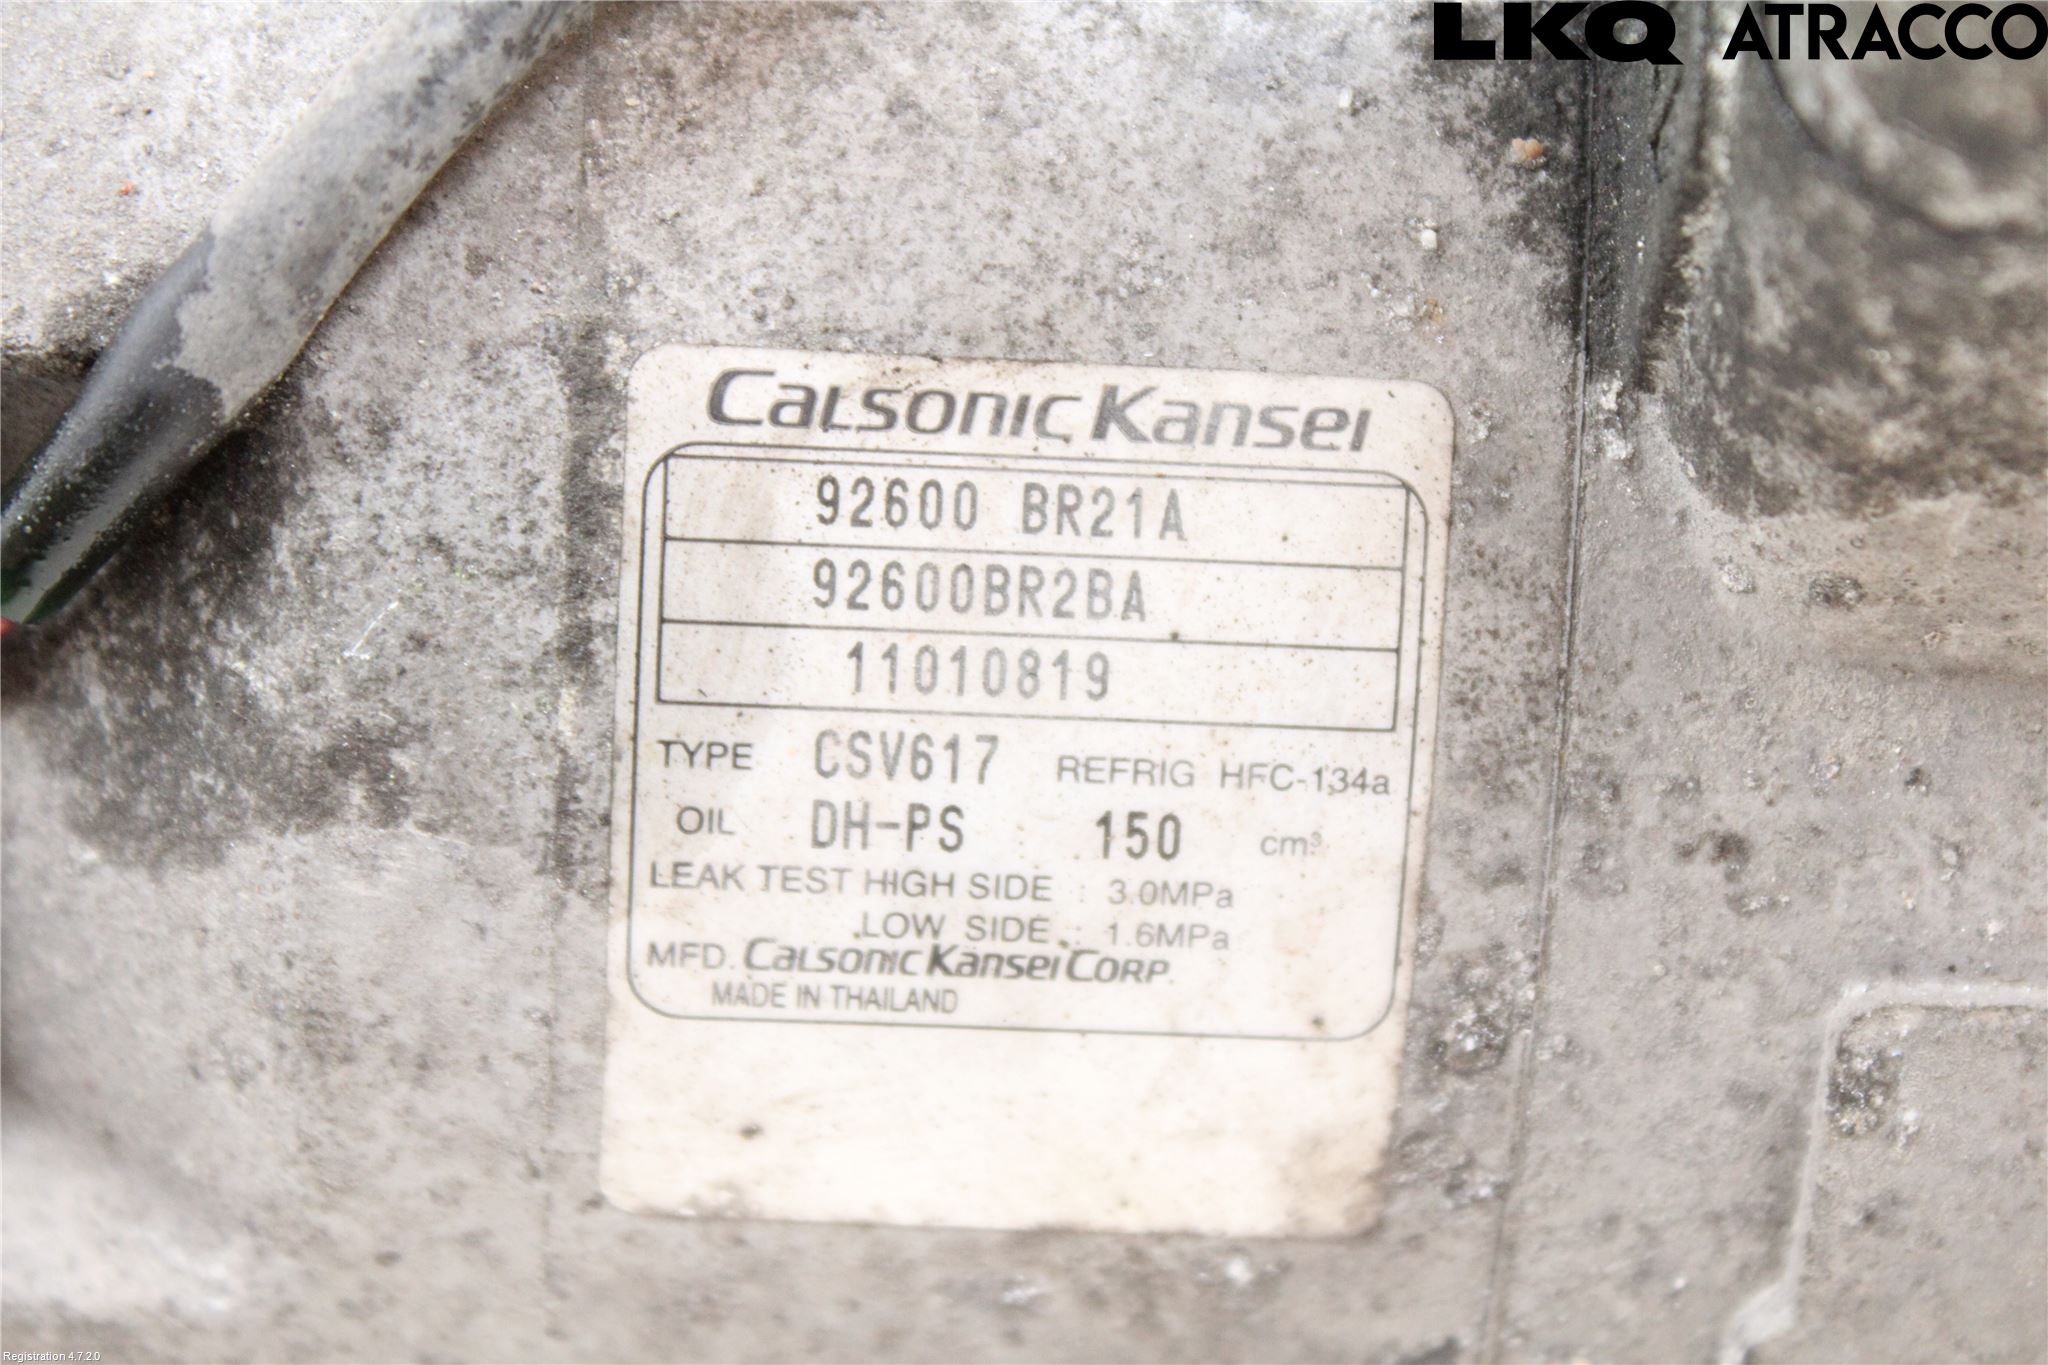 LKQ ATRACCO
Calsonic Kansei
92600 BR21A
92600BR2BA
11010819
TYPE CSV617 REFRIG HFC-134a
OIL DH-PS 150 cm³
LEAK TEST HIGH SIDE : 3.0MPa
LOW SIDE : 1.6MPa
MFD. Calsonic Kansei Corp.
MADE IN THAILAND
Registration 4.7.2.0